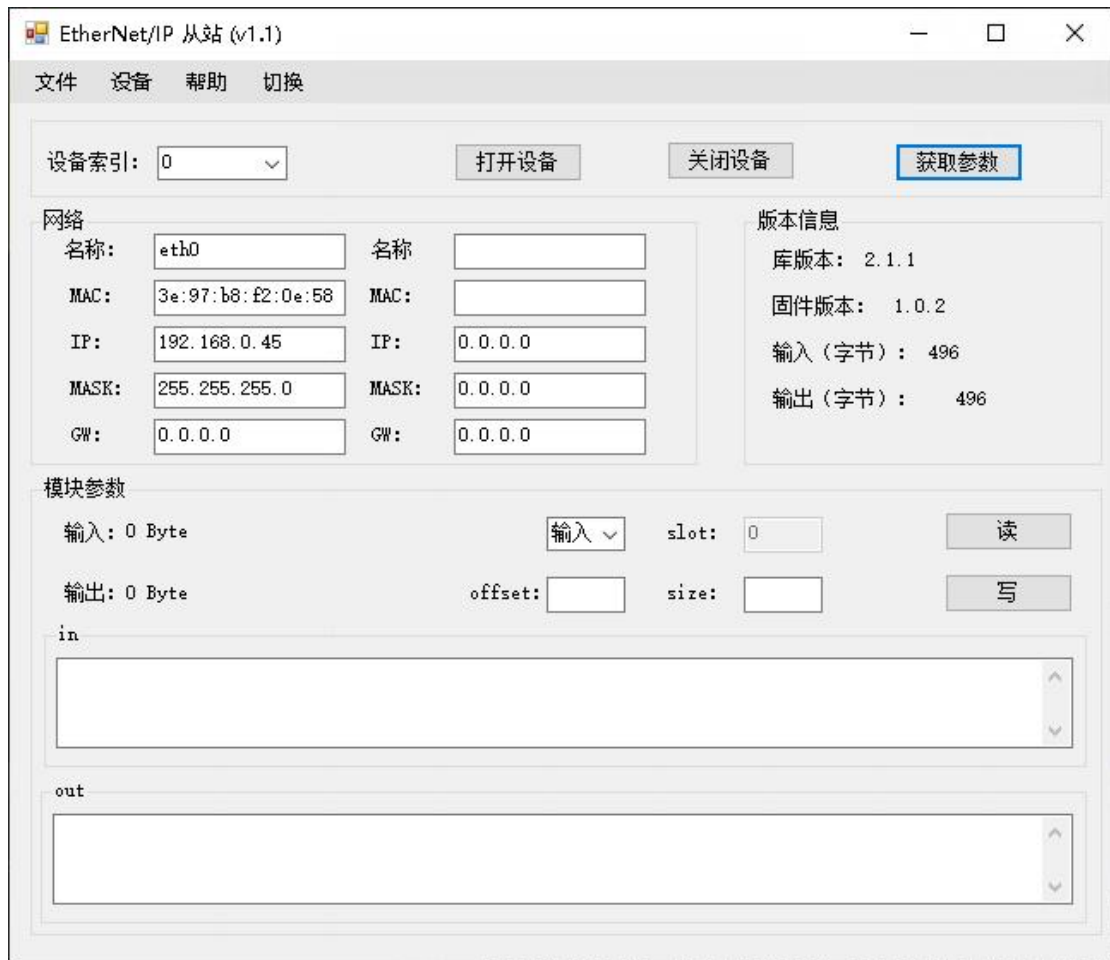 EtherNet/IP 从站 (v1.1)
文件 设备 帮助 切换
设备索引: 0 打开设备 关闭设备 获取参数
网络
名称: eth0 名称
MAC: 3e:97:b8:f2:0e:58 MAC:
IP: 192.168.0.45 IP: 0.0.0.0
MASK: 255.255.255.0 MASK: 0.0.0.0
GW: 0.0.0.0 GW: 0.0.0.0
版本信息
库版本: 2.1.1
固件版本: 1.0.2
输入(字节): 496
输出(字节): 496
模块参数
输入: 0 Byte 输入 slot: 0 读
输出: 0 Byte offset: size: 写
in
out